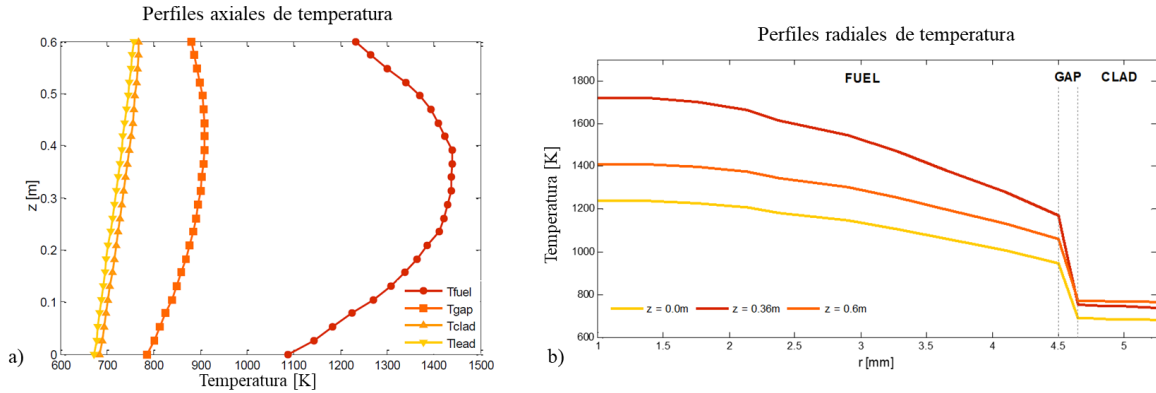 Perfiles axiales de temperatura
0.6
0.5
0.4
0.3
0.2
0.1
0
z [m]
Tfuel
Tgap
Tclad
Tlead
600 700 800 900 1000 1100 1200 1300 1400 1500
Temperatura [K]
a)
Perfiles radiales de temperatura
FUEL GAP CLAD
1800
1600
1400
1200
1000
800
600
Temperatura [K]
z = 0.0m z = 0.36m z = 0.6m
1 1.5 2 2.5 3 3.5 4 4.5 5
r [mm]
b)